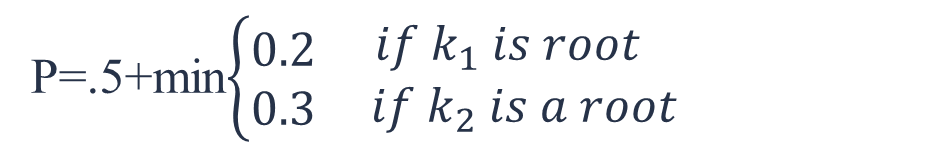 P=.5+min{0.2 if k₁ is root
0.3 if k₂ is a root